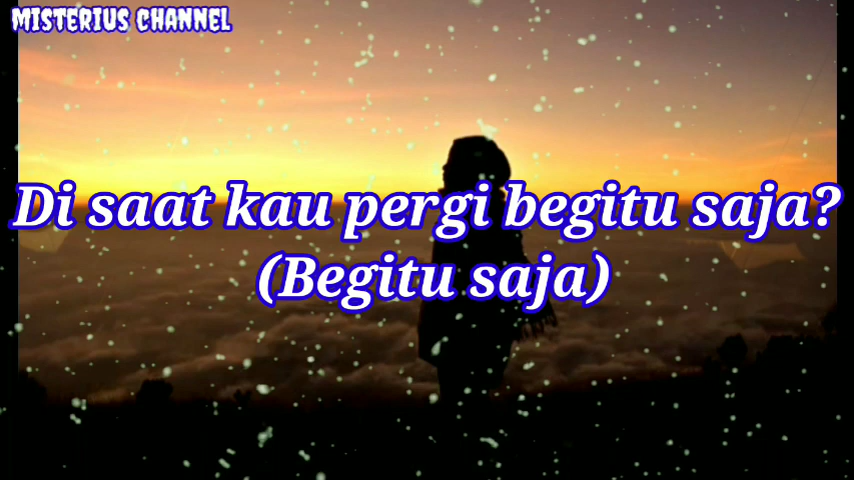 MISTERIUS CHANNEL
Di saat kau pergi begitu saja?
(Begitu saja)